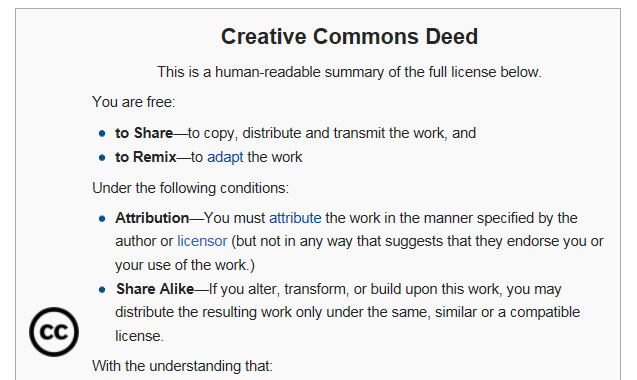 Creative Commons Deed
This is a human-readable summary of the full license below.
You are free:
• to Share—to copy, distribute and transmit the work, and
• to Remix—to adapt the work
Under the following conditions:
• Attribution—You must attribute the work in the manner specified by the
author or licensor (but not in any way that suggests that they endorse you or
your use of the work.)
• Share Alike—If you alter, transform, or build upon this work, you may
distribute the resulting work only under the same, similar or a compatible
license.
cc
With the understanding that: